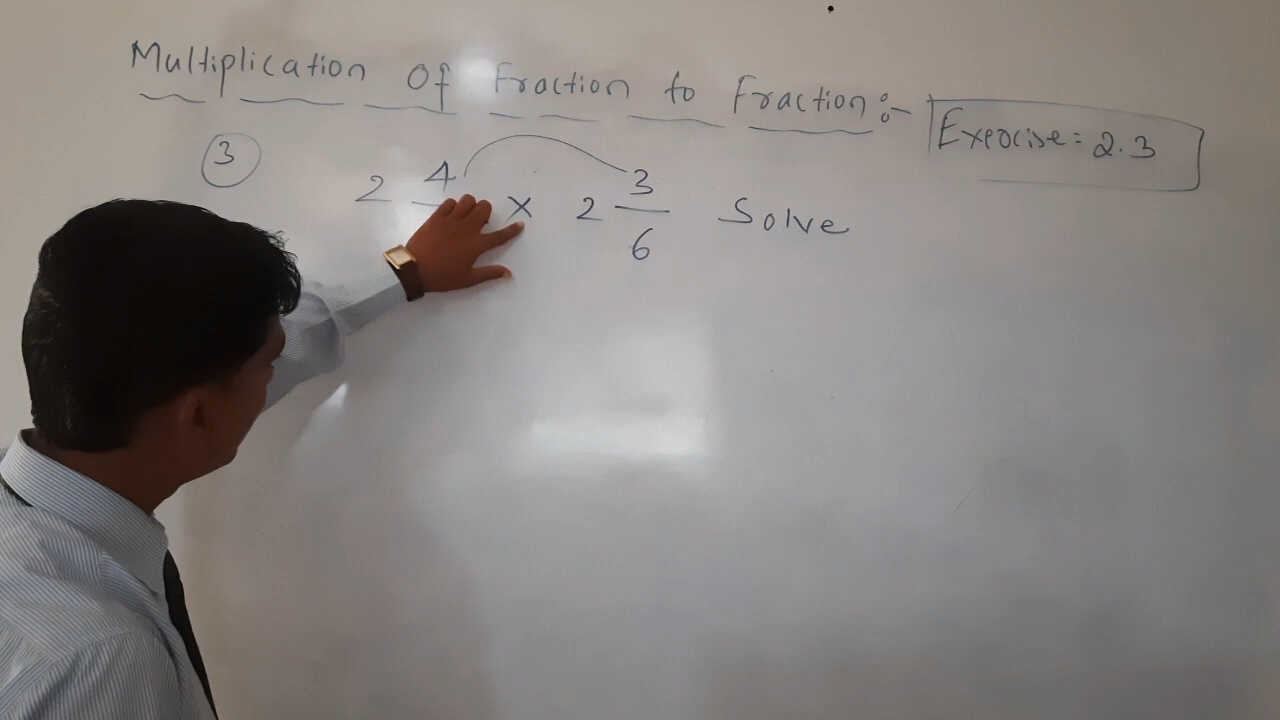 Multiplication Of Fraction to Fraction :-
Exercise = 2.3
3
2 4 × 2 3/6 Solve